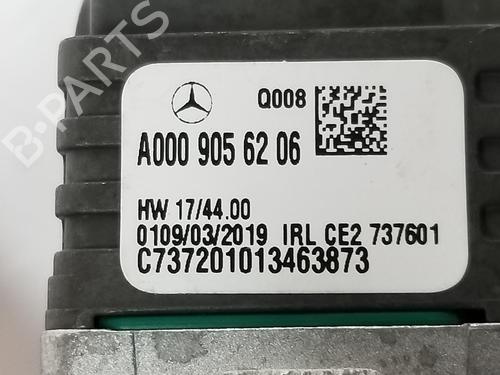 B-PARTS
Q008
A000 905 62 06
HW 17/44.00
0109/03/2019 IRL CE2 737601
C737201013463873